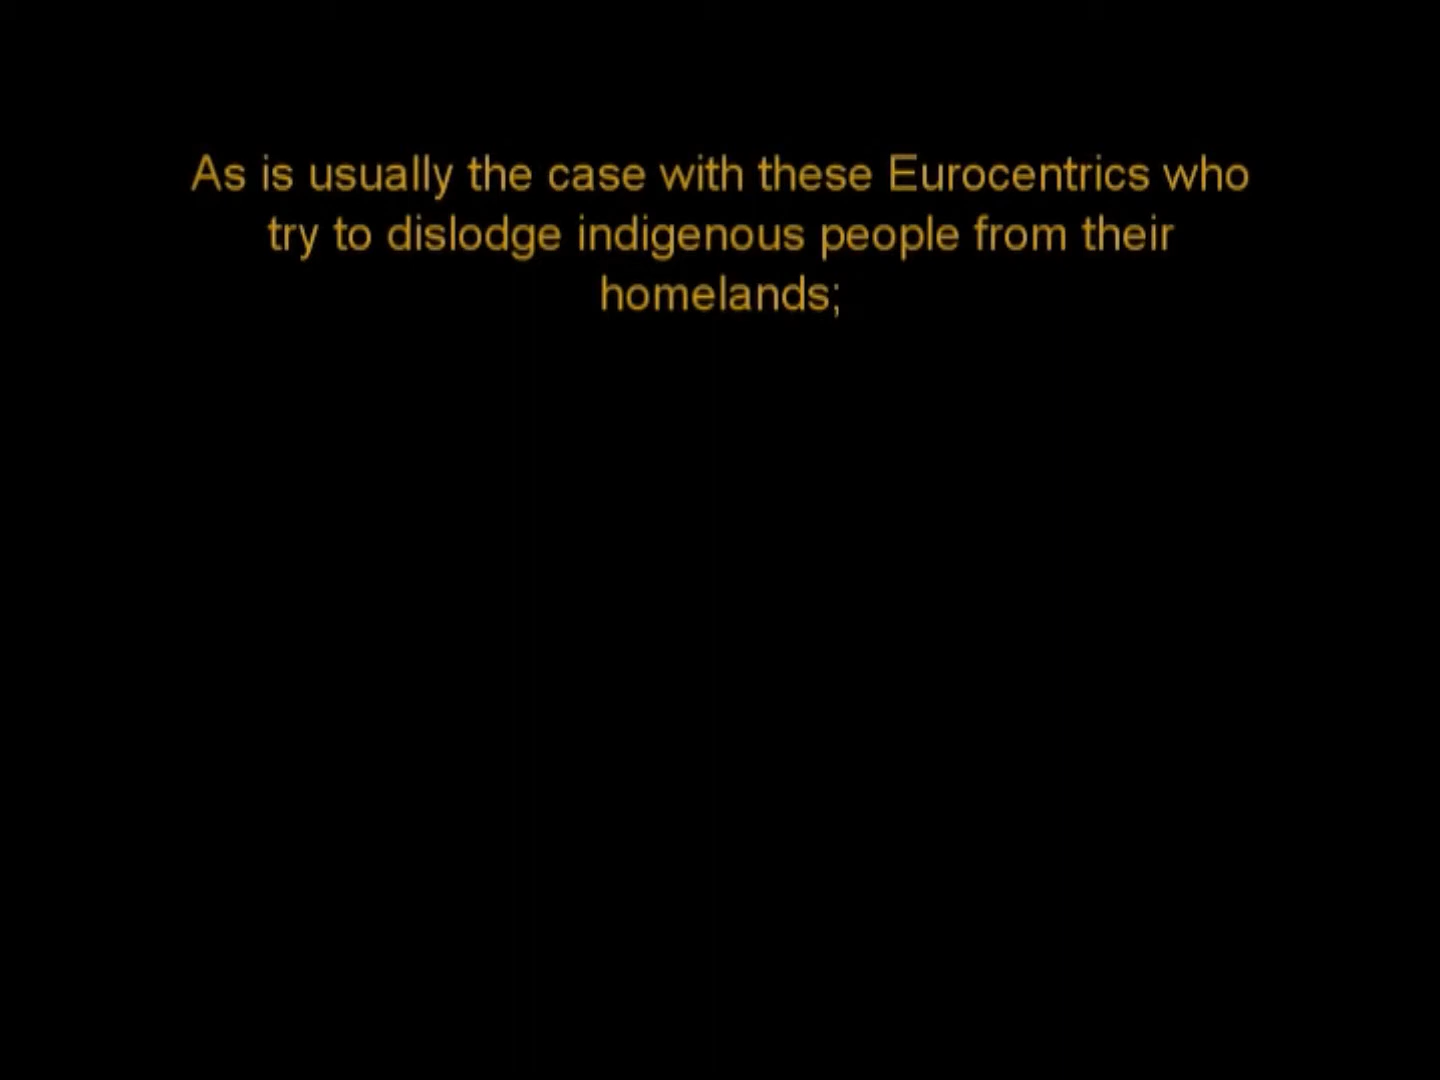 As is usually the case with these Eurocentrics who
try to dislodge indigenous people from their
homelands;